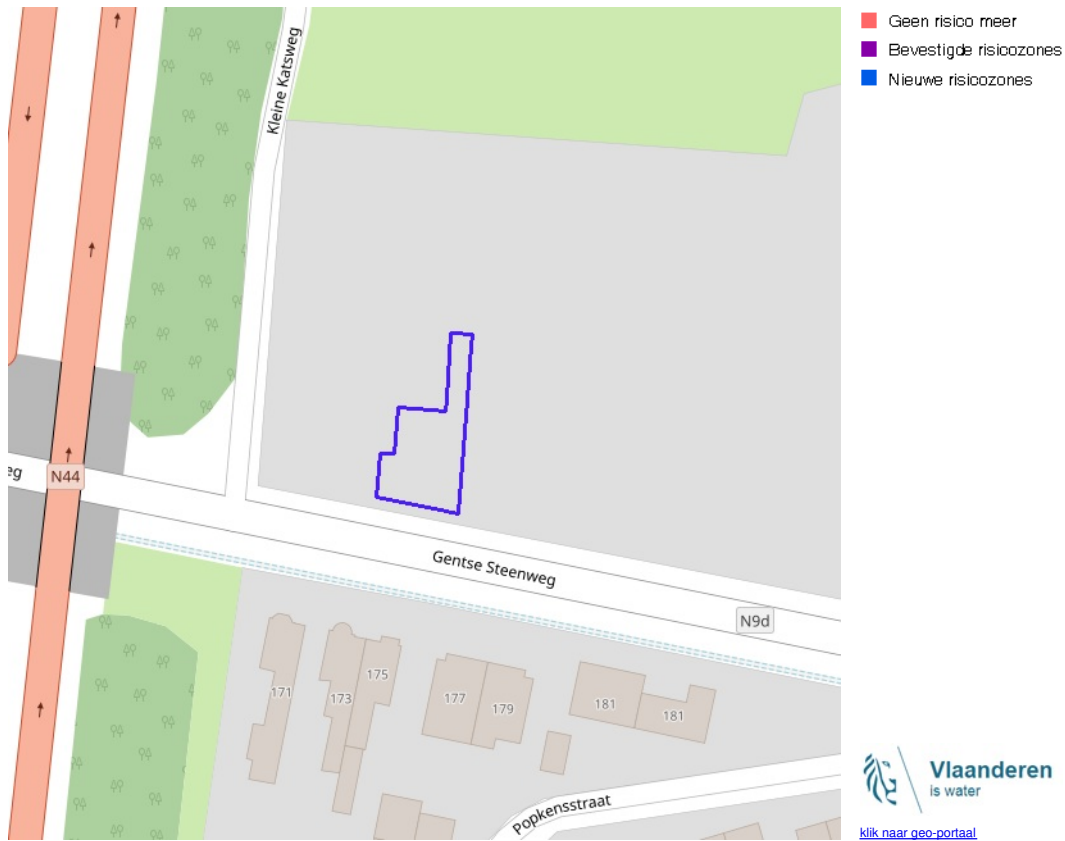 Kleine Katsweg
eg
N44
Gentse Steenweg
N9d
171
173
175
177
179
181
181
Popkensstraat
Geen risico meer
Bevestigde risicozones
Nieuwe risicozones
Vlaanderen
is water
klik naar geo-portaal